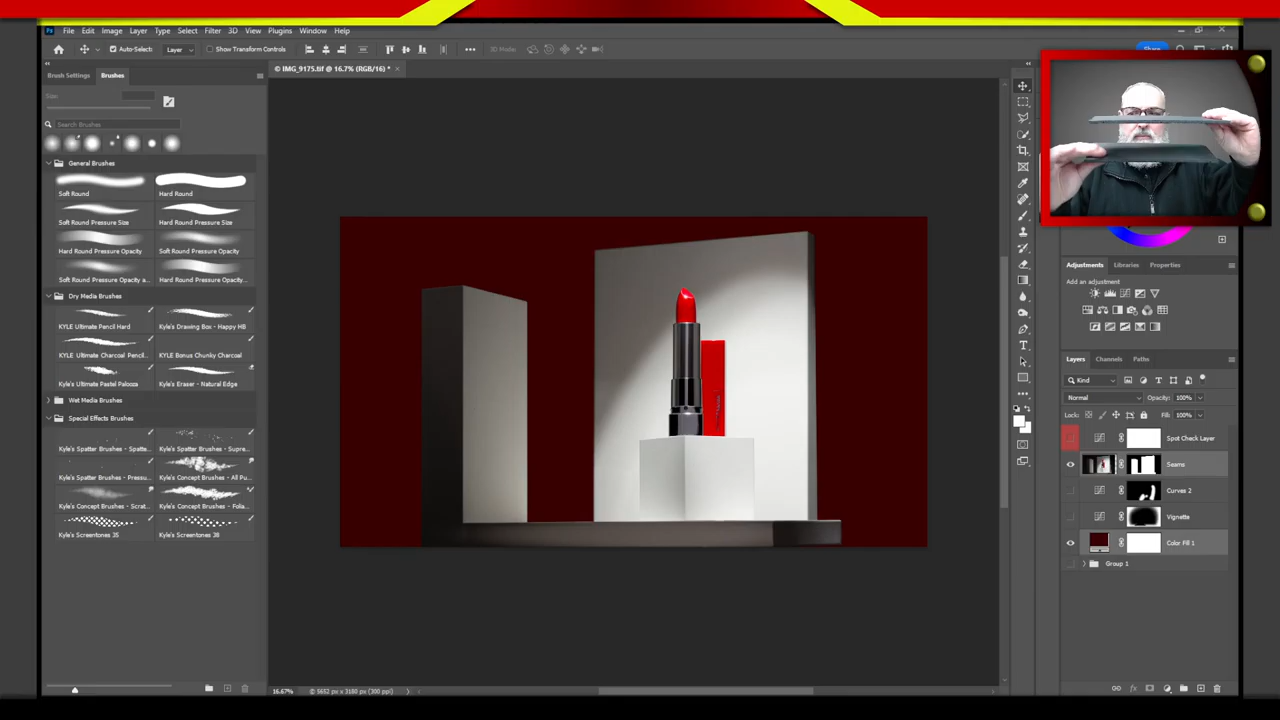 Ps File Edit Image Layer Type Select Filter 3D View Plugins Window Help
Auto-Select: Layer Show Transform Controls 3D Mode: Share
Brush Settings Brushes © IMG_9175.tif @ 16.7% (RGB/16) *
Size:
Search Brushes
General Brushes
Soft Round Hard Round
Soft Round Pressure Size Hard Round Pressure Size
Hard Round Pressure Opacity Soft Round Pressure Opacity
Soft Round Pressure Opacity a... Hard Round Pressure Opacity...
Dry Media Brushes
KYLE Ultimate Pencil Hard Kyle's Drawing Box - Happy HB
KYLE Ultimate Charcoal Pencil... KYLE Bonus Chunky Charcoal
Kyle's Ultimate Pastel Palooza Kyle's Eraser - Natural Edge
Wet Media Brushes
Special Effects Brushes
Kyle's Spatter Brushes - Spatte... Kyle's Spatter Brushes - Supre...
Kyle's Spatter Brushes - Pressu... Kyle's Concept Brushes - All Pu...
Kyle's Concept Brushes - Scrat... Kyle's Concept Brushes - Folia...
Kyle's Screentones 35 Kyle's Screentones 38
Adjustments Libraries Properties
Add an adjustment
Layers Channels Paths
Kind
Normal Opacity: 100%
Lock: Fill: 100%
Spot Check Layer
Seams
Curves 2
Vignette
Color Fill 1
Group 1
16.67% 5652 px x 3180 px (300 ppi)